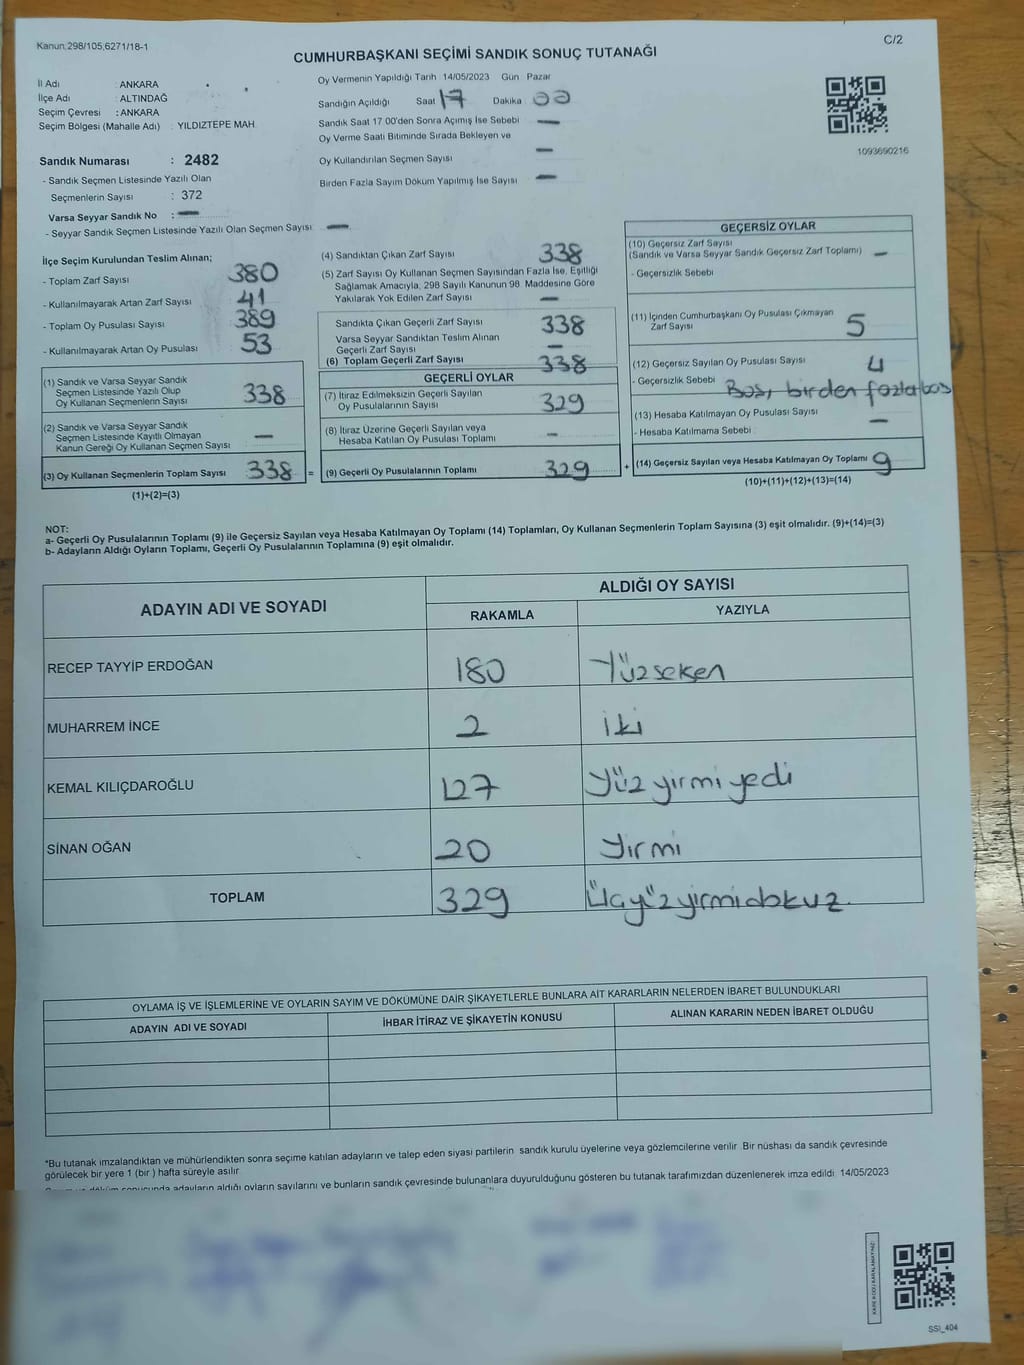 Kanun:298/105,6271/18-1
C/2
CUMHURBAŞKANI SEÇİMİ SANDIK SONUÇ TUTANAĞI
İl Adı : ANKARA
İlçe Adı : ALTINDAĞ
Seçim Çevresi : ANKARA
Seçim Bölgesi (Mahalle Adı) : YILDIZTEPE MAH.
Oy Vermenin Yapıldığı Tarih 14/05/2023 Gün Pazar
Sandığın Açıldığı Saat 17 Dakika 00
Sandık Saat 17.00'den Sonra Açımış İse Sebebi —
Oy Verme Saati Bitiminde Sırada Bekleyen ve
Oy Kullandırılan Seçmen Sayısı —
Birden Fazla Sayım Döküm Yapılmış İse Sayısı —
1093690216
Sandık Numarası : 2482
- Sandık Seçmen Listesinde Yazılı Olan
Seçmenlerin Sayısı : 372
Varsa Seyyar Sandık No : —
- Seyyar Sandık Seçmen Listesinde Yazılı Olan Seçmen Sayısı —
İlçe Seçim Kurulundan Teslim Alınan;
- Toplam Zarf Sayısı 380
- Kullanılmayarak Artan Zarf Sayısı 41
- Toplam Oy Pusulası Sayısı 389
- Kullanılmayarak Artan Oy Pusulası 53
(1) Sandık ve Varsa Seyyar Sandık
Seçmen Listesinde Yazılı Olup
Oy Kullanan Seçmenlerin Sayısı 338
(2) Sandık ve Varsa Seyyar Sandık
Seçmen Listesinde Kayıtlı Olmayan
Kanun Gereği Oy Kullanan Seçmen Sayısı —
(3) Oy Kullanan Seçmenlerin Toplam Sayısı 338 =
(1)+(2)=(3)
(4) Sandıktan Çıkan Zarf Sayısı 338
(5) Zarf Sayısı Oy Kullanan Seçmen Sayısından Fazla İse, Eşitliği
Sağlamak Amacıyla, 298 Sayılı Kanunun 98. Maddesine Göre
Yakılarak Yok Edilen Zarf Sayısı —
Sandıkta Çıkan Geçerli Zarf Sayısı 338
Varsa Seyyar Sandıktan Teslim Alınan
Geçerli Zarf Sayısı —
(6) Toplam Geçerli Zarf Sayısı 338
GEÇERLİ OYLAR
(7) İtiraz Edilmeksizin Geçerli Sayılan
Oy Pusulalarının Sayısı 329
(8) İtiraz Üzerine Geçerli Sayılan veya
Hesaba Katılan Oy Pusulası Toplamı —
(9) Geçerli Oy Pusulalarının Toplamı 329 +
GEÇERSİZ OYLAR
(10) Geçersiz Zarf Sayısı
(Sandık ve Varsa Seyyar Sandık Geçersiz Zarf Toplamı) —
- Geçersizlik Sebebi
(11) İçinden Cumhurbaşkanı Oy Pusulası Çıkmayan
Zarf Sayısı 5
(12) Geçersiz Sayılan Oy Pusulası Sayısı 4
- Geçersizlik Sebebi Boş, birden fazla bas
(13) Hesaba Katılmayan Oy Pusulası Sayısı —
- Hesaba Katılmama Sebebi
(14) Geçersiz Sayılan veya Hesaba Katılmayan Oy Toplamı 9
(10)+(11)+(12)+(13)=(14)
NOT:
a- Geçerli Oy Pusulalarının Toplamı (9) ile Geçersiz Sayılan veya Hesaba Katılmayan Oy Toplamı (14) Toplamları, Oy Kullanan Seçmenlerin Toplam Sayısına (3) eşit olmalıdır. (9)+(14)=(3)
b- Adayların Aldığı Oyların Toplamı, Geçerli Oy Pusulalarının Toplamına (9) eşit olmalıdır.
ADAYIN ADI VE SOYADI ALDIĞI OY SAYISI
RAKAMLA YAZIYLA
RECEP TAYYİP ERDOĞAN 180 Yüzseksen
MUHARREM İNCE 2 iki
KEMAL KILIÇDAROĞLU 127 Yüz yirmi yedi
SİNAN OĞAN 20 Yirmi
TOPLAM 329 Üçyüzyirmidokuz.
OYLAMA İŞ VE İŞLEMLERİNE VE OYLARIN SAYIM VE DÖKÜMÜNE DAİR ŞİKAYETLERLE BUNLARA AİT KARARLARIN NELERDEN İBARET BULUNDUKLARI
ADAYIN ADI VE SOYADI İHBAR İTİRAZ VE ŞİKAYETİN KONUSU ALINAN KARARIN NEDEN İBARET OLDUĞU
*Bu tutanak imzalandıktan ve mühürlendikten sonra seçime katılan adayların ve talep eden siyasi partilerin sandık kurulu üyelerine veya gözlemcilerine verilir. Bir nüshası da sandık çevresinde
görülecek bir yere 1 (bir ) hafta süreyle asılır.
sonucunda adayların aldığı oyların sayılarını ve bunların sandık çevresinde bulunanlara duyurulduğunu gösteren bu tutanak tarafımızdan düzenlenerek imza edildi. 14/05/2023
SSİ_404